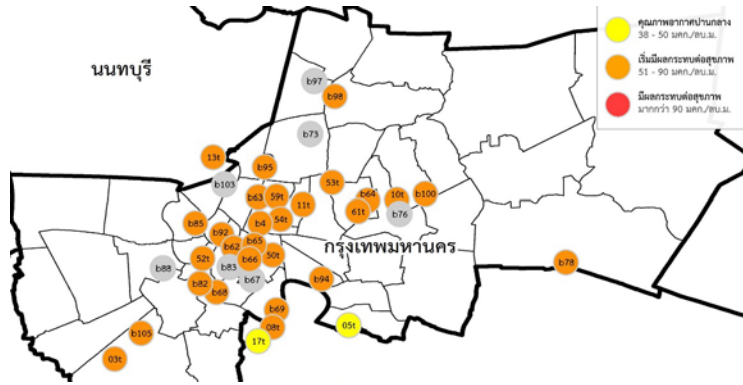 คุณภาพอากาศปานกลาง
38 - 50 มคก./ลบ.ม.
เริ่มมีผลกระทบต่อสุขภาพ
51 - 90 มคก./ลบ.ม.
มีผลกระทบต่อสุขภาพ
มากกว่า 90 มคก./ลบ.ม.
นนทบุรี
b97
b98
b73
13t
b95
b103
53t
b63
59t
11t
b64
61t
10t
b100
b76
b85
b4
54t
b92
b62
b65
กรุงเทพมหานคร
52t
b83
b66
50t
b88
b67
b78
b82
b68
b94
b69
08t
17t
05t
b105
03t